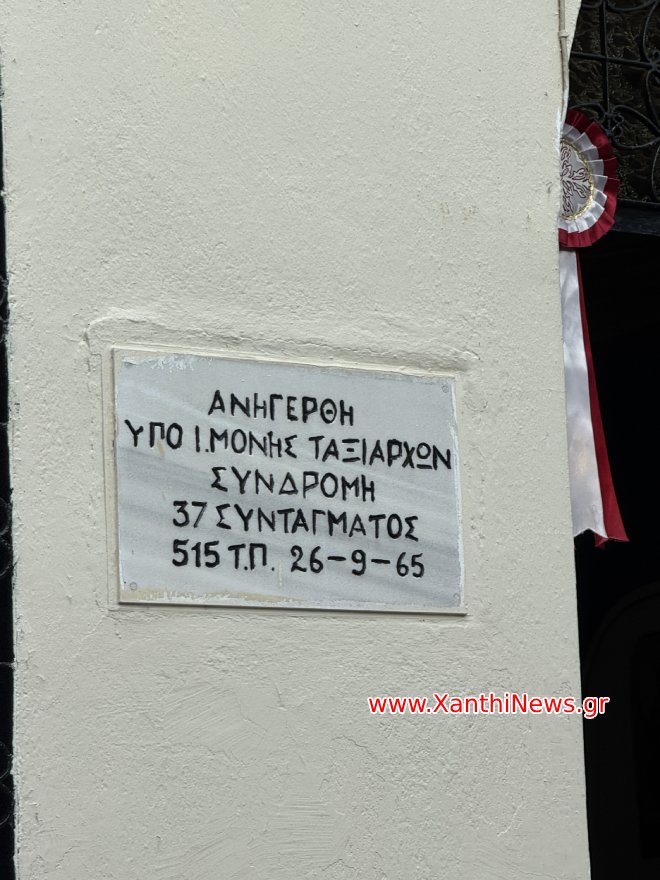 ΑΝΗΓΕΡΘΗ
ΥΠΟ Ι.ΜΟΝΗΣ ΤΑΞΙΑΡΧΩΝ
ΣΥΝΔΡΟΜΗ
37 ΣΥΝΤΑΓΜΑΤΟΣ
515 Τ.Π. 26-9-65
www.XanthiNews.gr